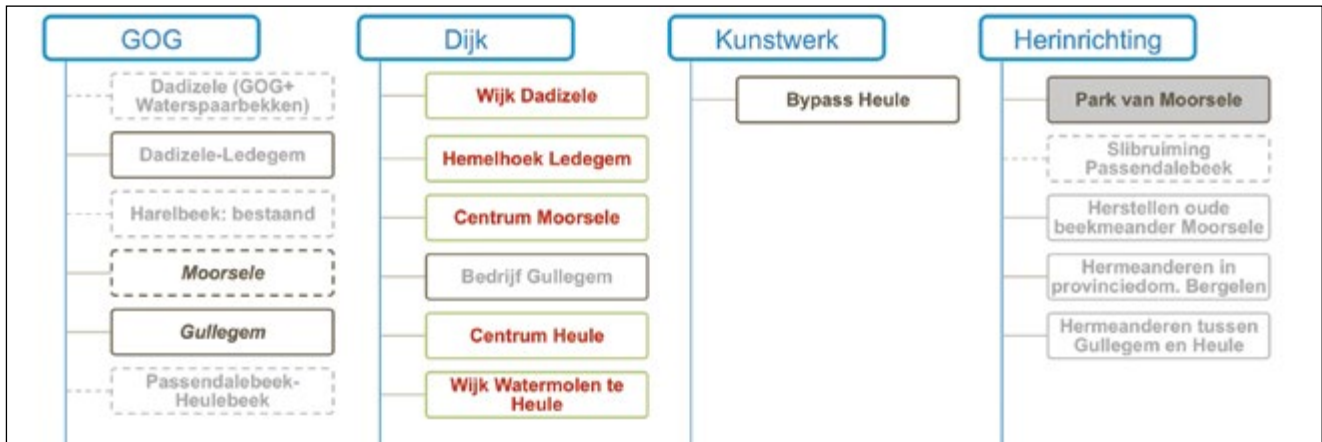 GOG
Dadizele (GOG+
Waterspaarbekken)
Dadizele-Ledegem
Harelbeek: bestaand
Moorsele
Gullegem
Passendalebeek-
Heulebeek
Dijk
Wijk Dadizele
Hemelhoek Ledegem
Centrum Moorsele
Bedrijf Gullegem
Centrum Heule
Wijk Watermolen te
Heule
Kunstwerk
Bypass Heule
Herinrichting
Park van Moorsele
Slibruiming
Passendalebeek
Herstellen oude
beekmeander Moorsele
Hermeanderen in
provinciedom. Bergelen
Hermeanderen tussen
Gullegem en Heule